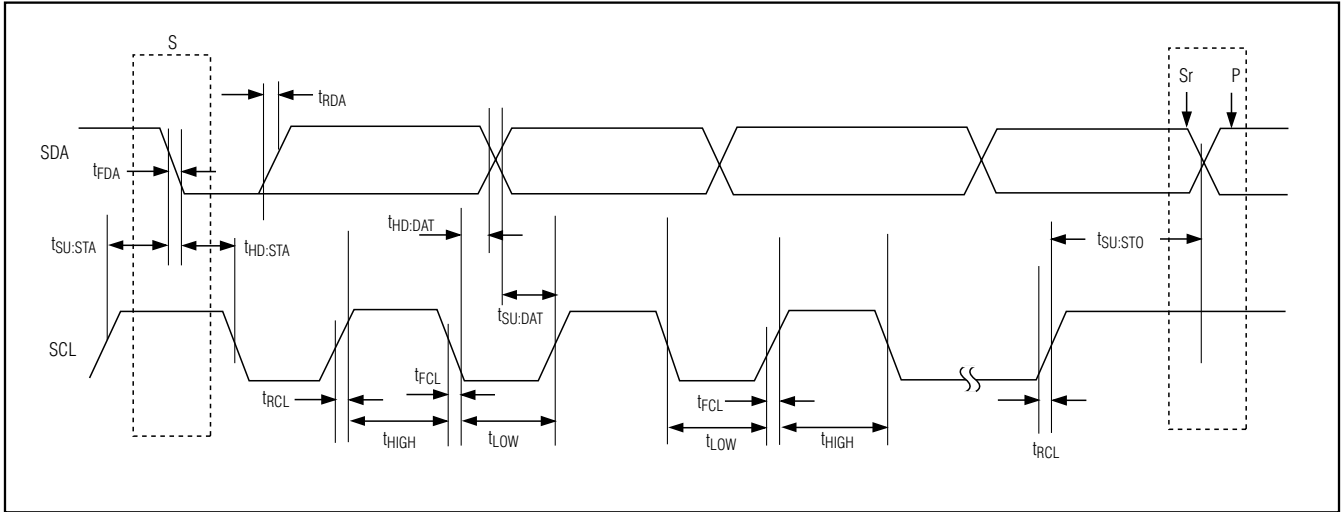 S
Sr P
tRDA
SDA
tFDA
tHD:DAT
tSU:STA
tHD:STA
tSU:STO
tSU:DAT
SCL
tFCL
tRCL
tFCL
tHIGH
tLOW
tLOW
tHIGH
tRCL